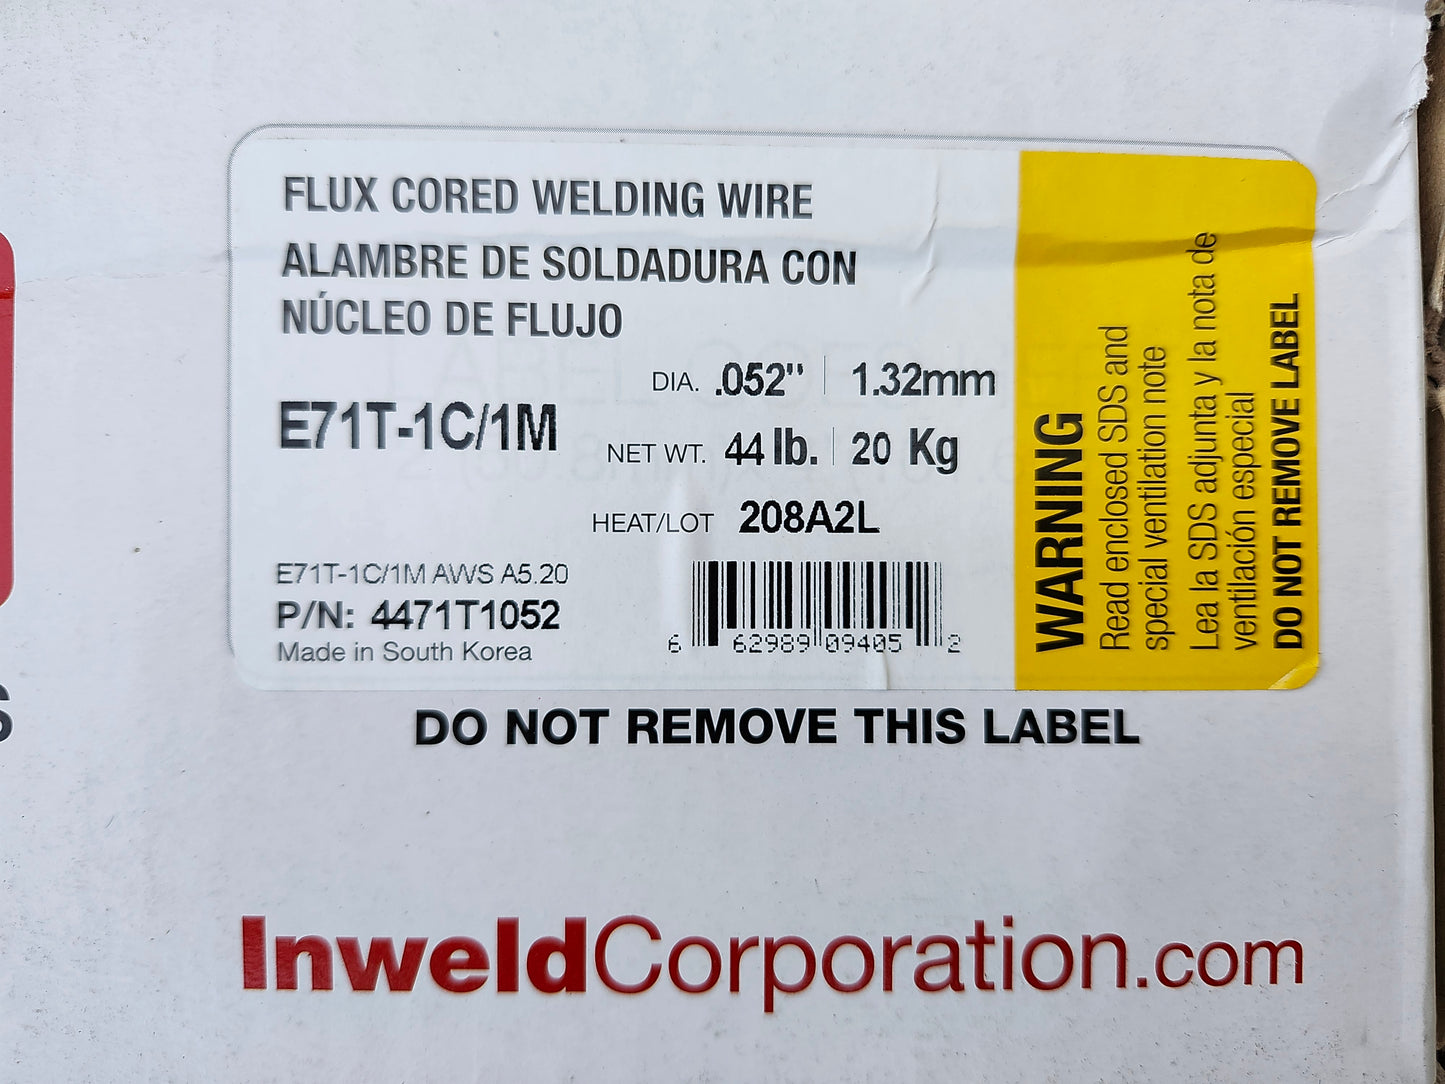 FLUX CORED WELDING WIRE
ALAMBRE DE SOLDADURA CON
NÚCLEO DE FLUJO
DIA. .052" | 1.32mm
E71T-1C/1M
NET WT. 44 lb. | 20 Kg
HEAT/LOT 208A2L
E71T-1C/1M AWS A5.20
P/N: 4471T1052
Made in South Korea
6 62989 09405 2
WARNING
Read enclosed SDS and
special ventilation note
Lea la SDS adjunta y la nota de
ventilación especial
DO NOT REMOVE LABEL
S
DO NOT REMOVE THIS LABEL
InweldCorporation.com